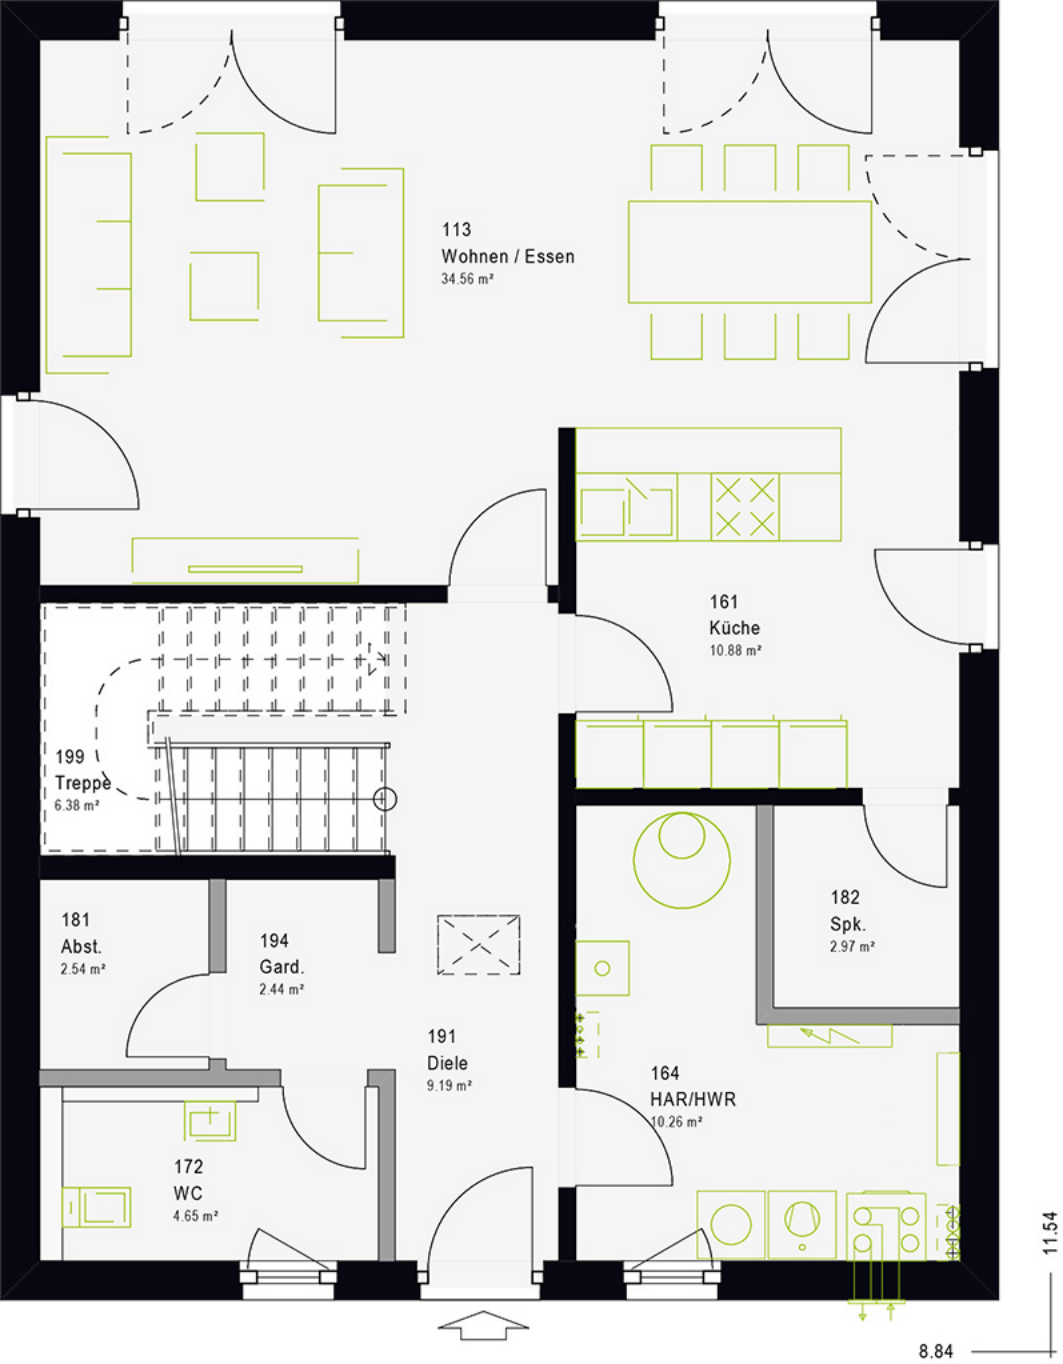 113
Wohnen / Essen
34.56 m²
161
Küche
10.88 m²
199
Treppe
6.38 m²
181
Abst.
2.54 m²
194
Gard.
2.44 m²
182
Spk.
2.97 m²
191
Diele
9.19 m²
164
HAR/HWR
10.26 m²
172
WC
4.65 m²
11.54
8.84